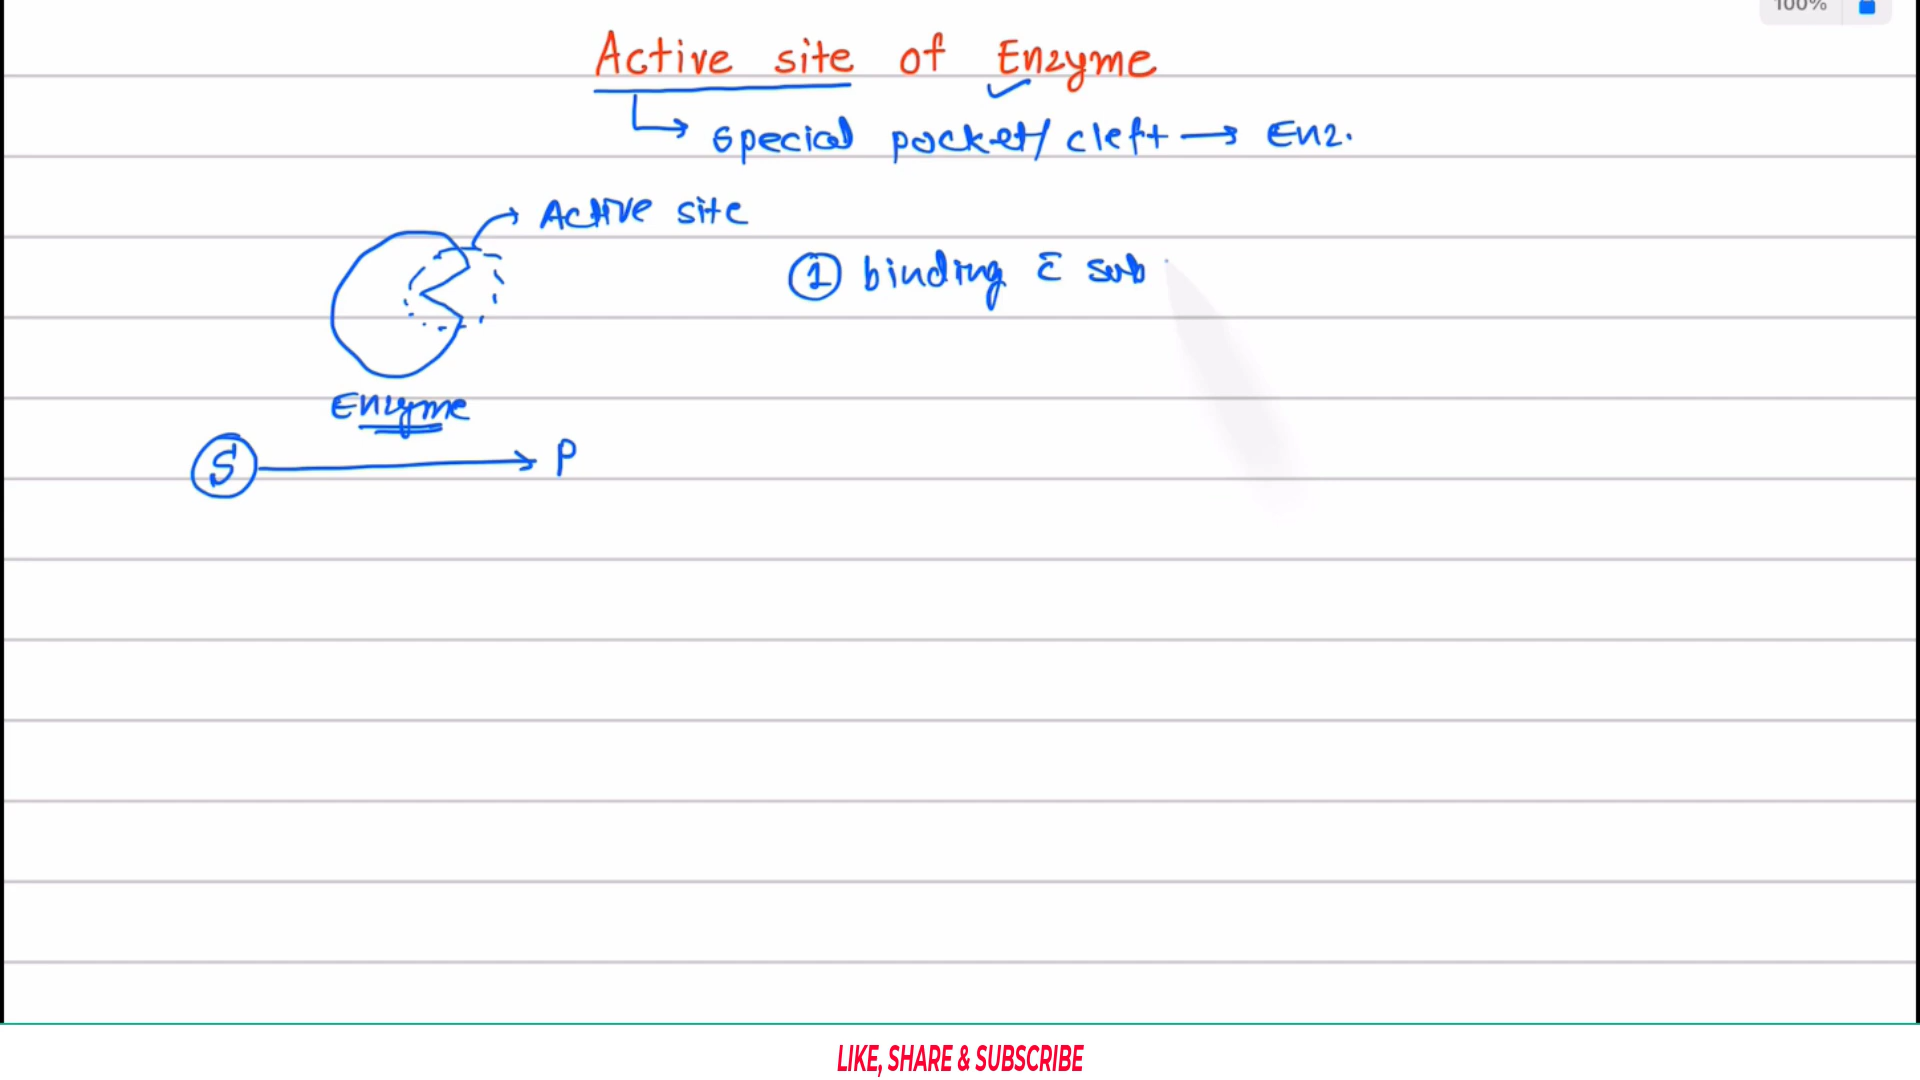 100%
Active site of Enzyme
special pocket/ cleft → Enz.
Active site
① binding c̄ sub
Enzyme
S → P
LIKE, SHARE & SUBSCRIBE